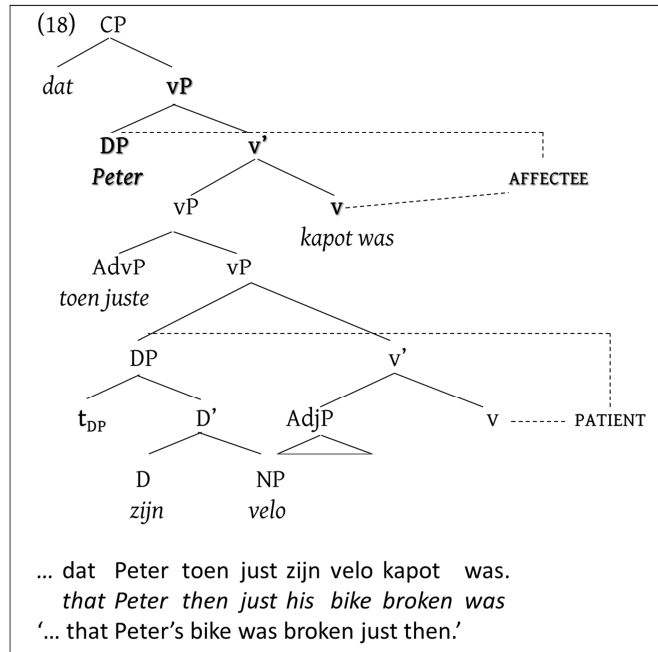 (18) CP
dat vP
DP v’
Peter AFFECTEE
vP v
kapot was
AdvP vP
toen juste
DP v’
tDP D’ AdjP v PATIENT
D NP
zijn velo
... dat Peter toen just zijn velo kapot was.
that Peter then just his bike broken was
‘... that Peter’s bike was broken just then.’